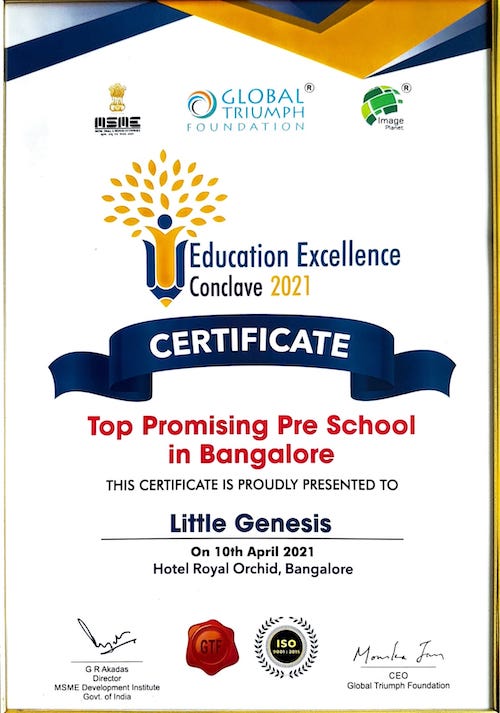 MSME
GLOBAL
TRIUMPH
FOUNDATION
®
Image
Planet
®
Education Excellence
Conclave 2021
CERTIFICATE
Top Promising Pre School
in Bangalore
THIS CERTIFICATE IS PROUDLY PRESENTED TO
Little Genesis
On 10th April 2021
Hotel Royal Orchid, Bangalore
GTF
ISO
9001:2015
G R Akadas
Director
MSME Development Institute
Govt. of India
CEO
Global Triumph Foundation